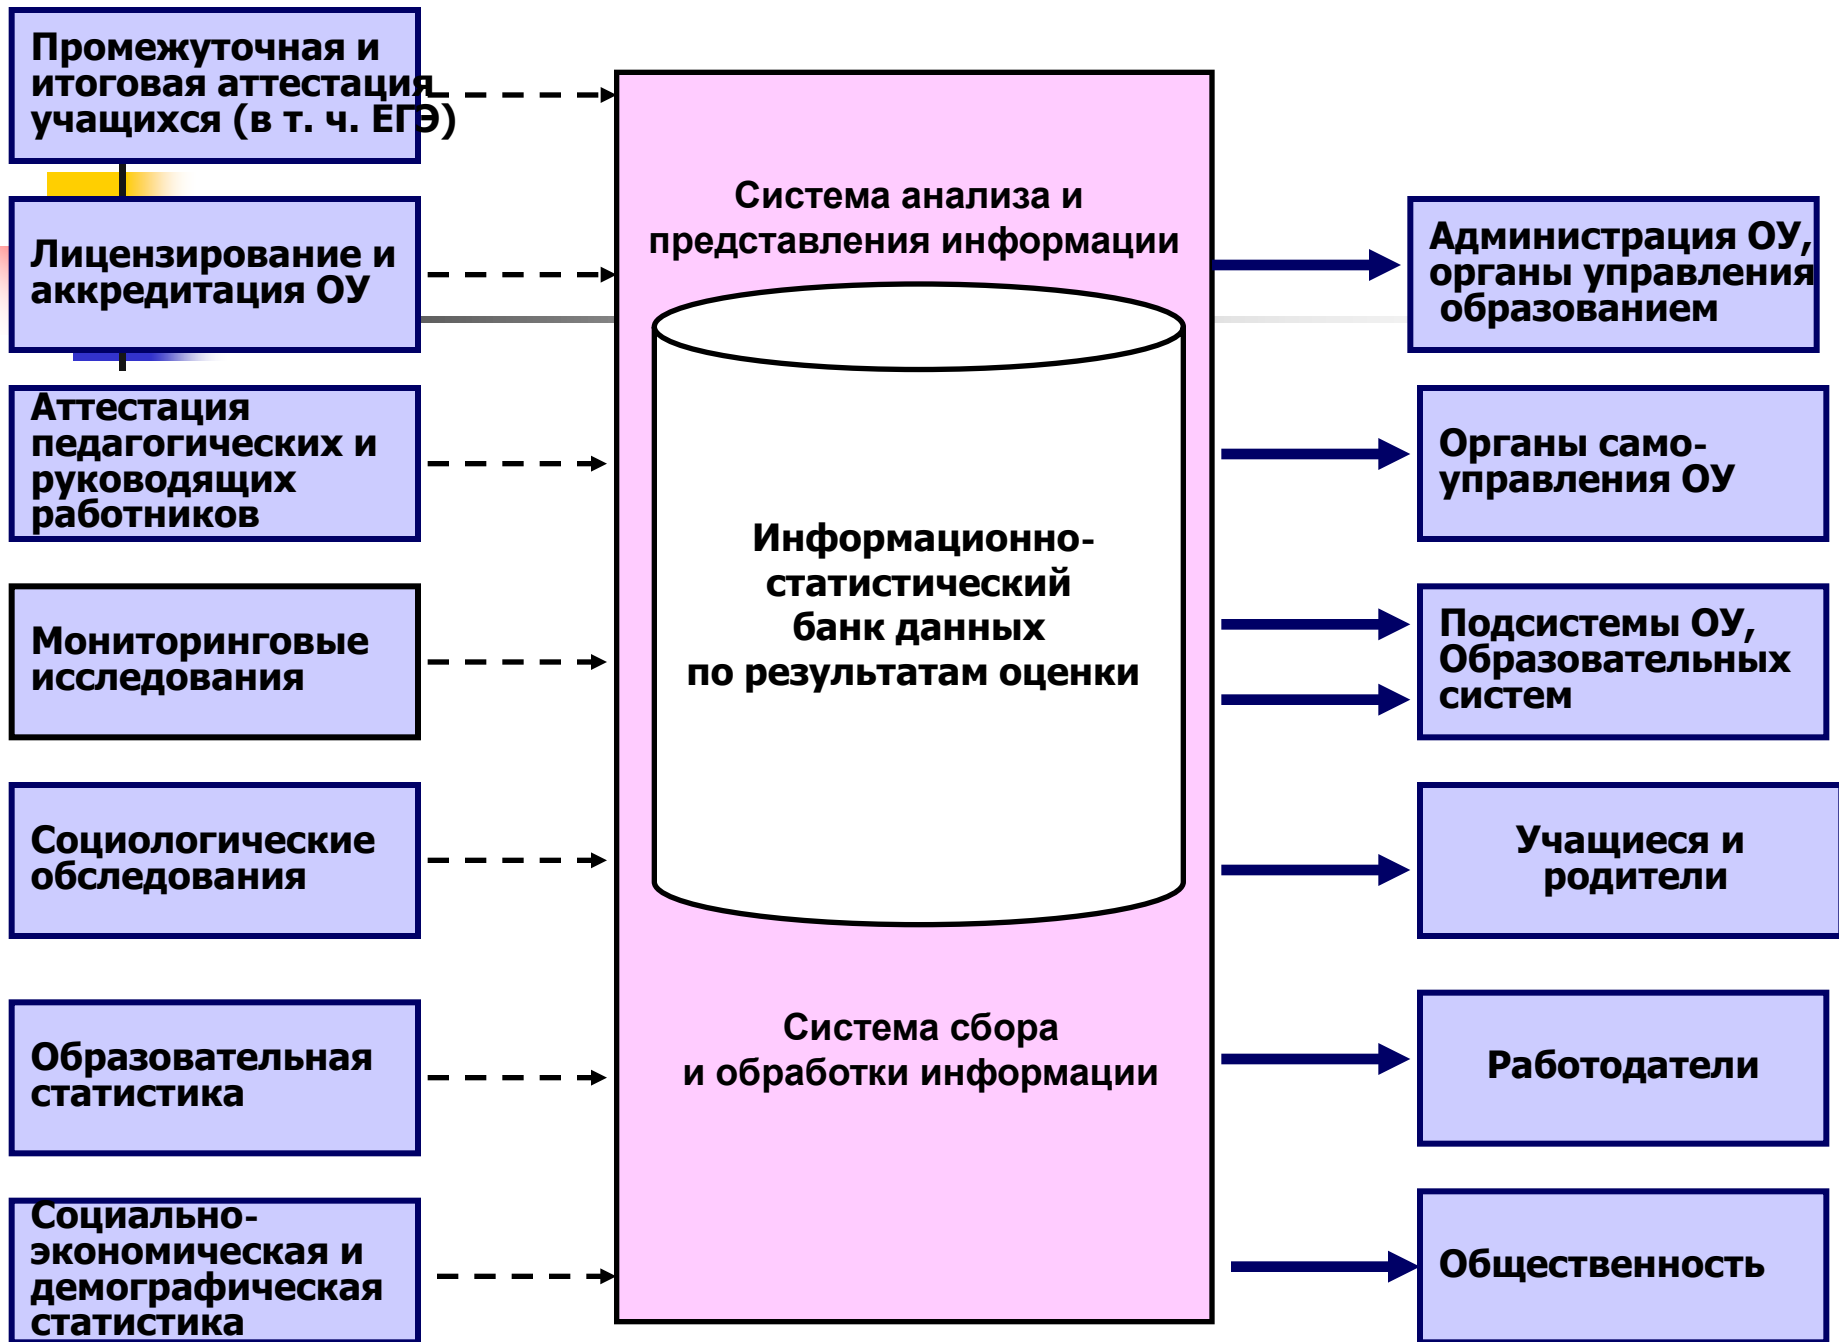 Промежуточная и
итоговая аттестация
учащихся (в т. ч. ЕГЭ)
Лицензирование и
аккредитация ОУ
Аттестация
педагогических и
руководящих
работников
Мониторинговые
исследования
Социологические
обследования
Образовательная
статистика
Социально-
экономическая и
демографическая
статистика
Система анализа и
представления информации
Информационно-
статистический
банк данных
по результатам оценки
Система сбора
и обработки информации
Администрация ОУ,
органы управления
образованием
Органы само-
управления ОУ
Подсистемы ОУ,
Образовательных
систем
Учащиеся и
родители
Работодатели
Общественность